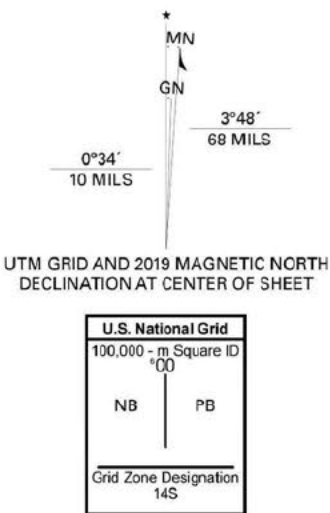 ★
MN
GN
3°48´
68 MILS
0°34´
10 MILS
UTM GRID AND 2019 MAGNETIC NORTH
DECLINATION AT CENTER OF SHEET
U.S. National Grid
100,000 - m Square ID
⁶00
NB PB
Grid Zone Designation
14S